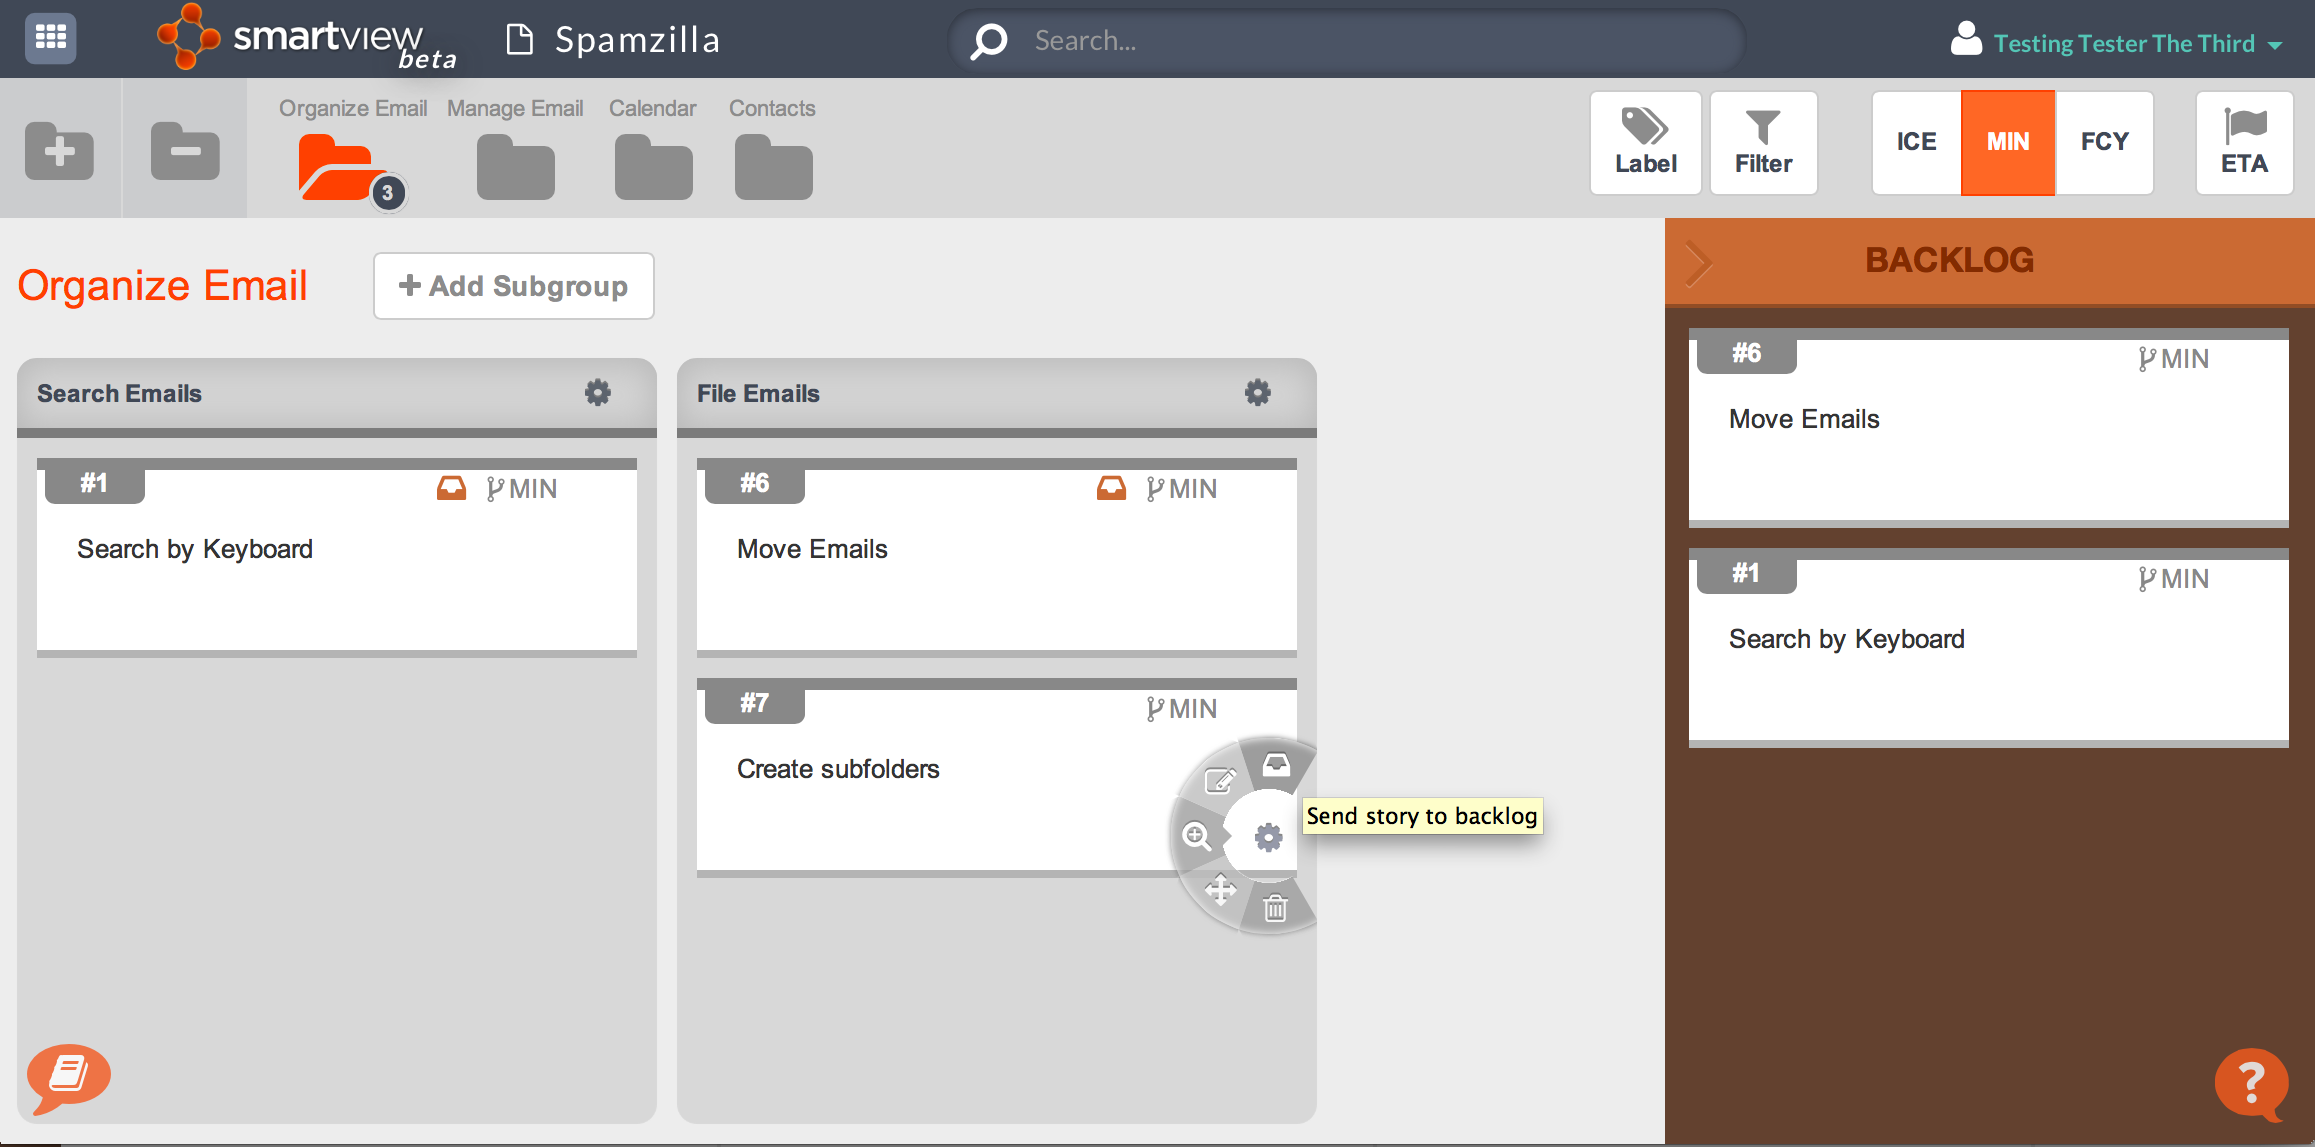 smartview
beta
Spamzilla
Search...
Testing Tester The Third
Organize Email
Manage Email
Calendar
Contacts
3
Label
Filter
ICE
MIN
FCY
ETA
Organize Email
+ Add Subgroup
BACKLOG
Search Emails
#1
MIN
Search by Keyboard
File Emails
#6
MIN
Move Emails
#7
MIN
Create subfolders
Send story to backlog
#6
MIN
Move Emails
#1
MIN
Search by Keyboard
?